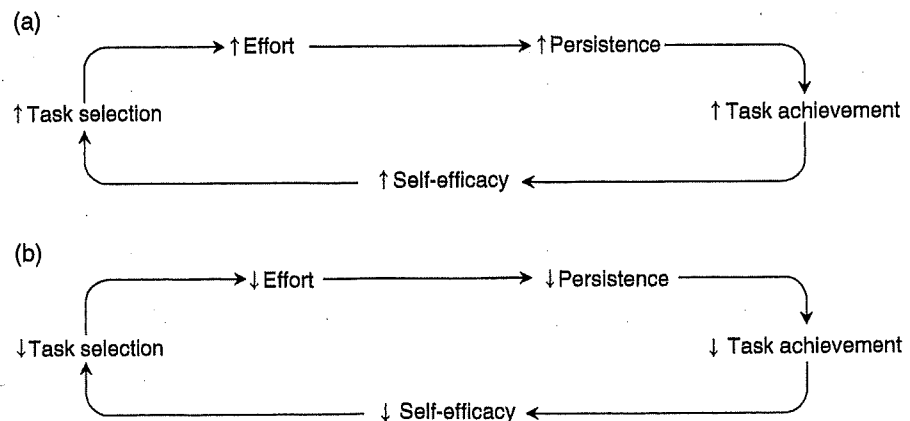 (a)
↑ Effort
↑ Persistence
↑ Task selection
↑ Task achievement
↑ Self-efficacy
(b)
↓ Effort
↓ Persistence
↓ Task selection
↓ Task achievement
↓ Self-efficacy